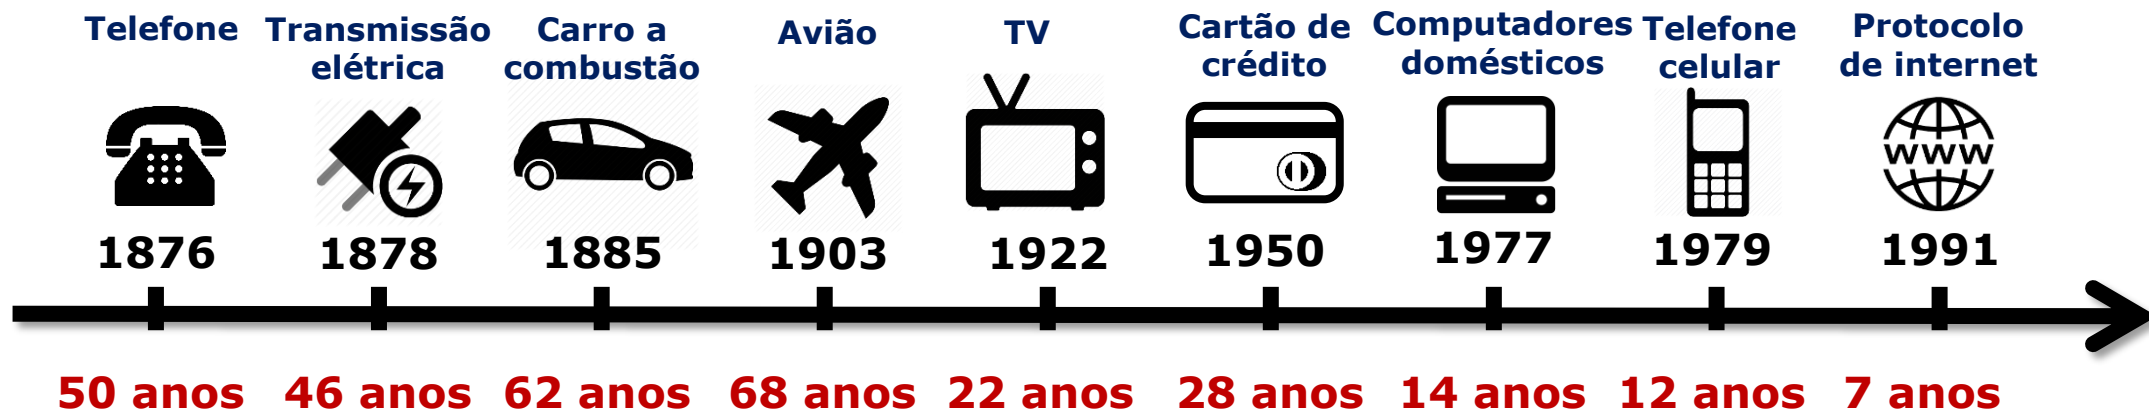 Telefone
Transmissão
elétrica
Carro a
combustão
Avião
TV
Cartão de
crédito
Computadores
domésticos
Telefone
celular
Protocolo
de internet
WWW
1876
1878
1885
1903
1922
1950
1977
1979
1991
50 anos
46 anos
62 anos
68 anos
22 anos
28 anos
14 anos
12 anos
7 anos